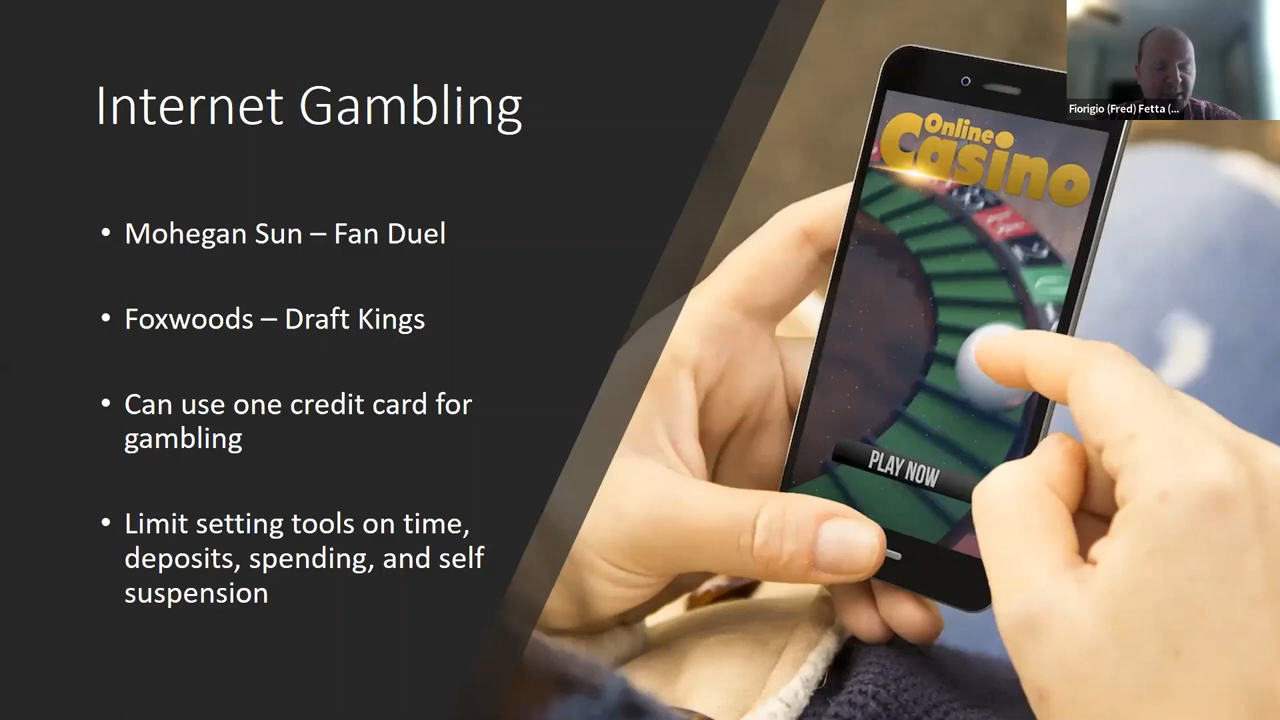 Internet Gambling
• Mohegan Sun – Fan Duel
• Foxwoods – Draft Kings
• Can use one credit card for
gambling
• Limit setting tools on time,
deposits, spending, and self
suspension
Online
Casino
PLAY NOW
Fiorigio (Fred) Fetta (...